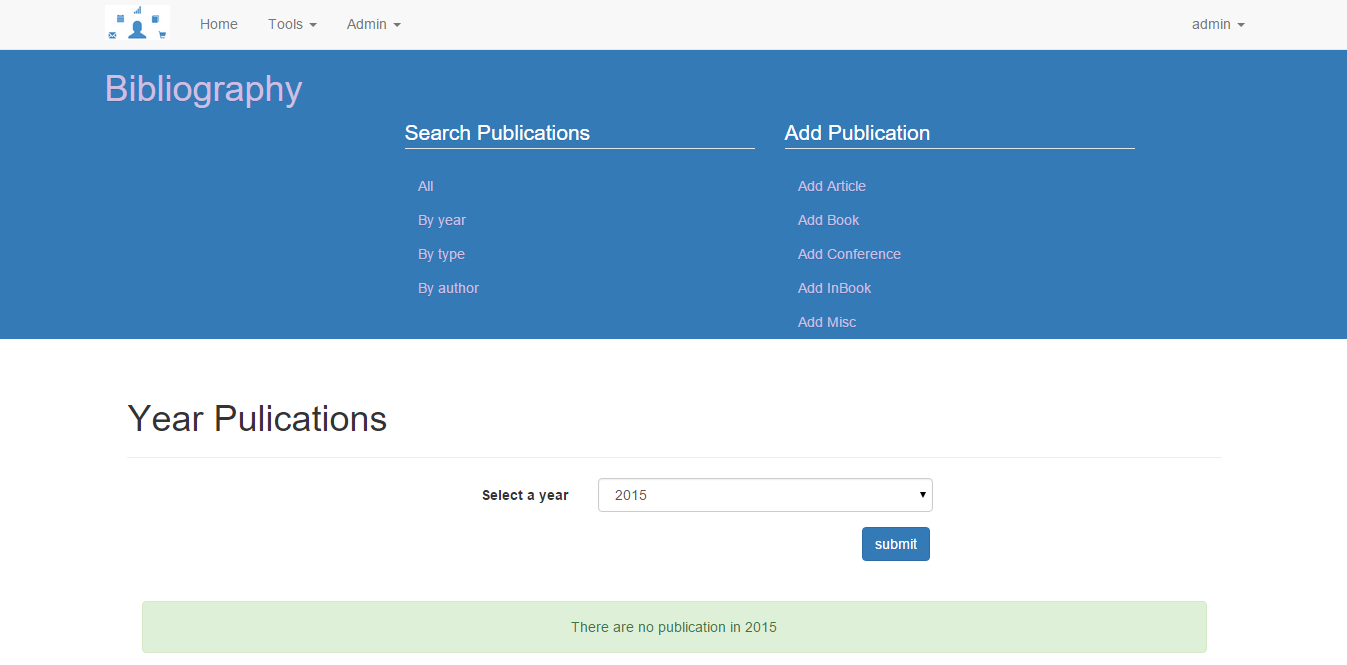 Home Tools Admin admin
Bibliography
Search Publications
All
By year
By type
By author
Add Publication
Add Article
Add Book
Add Conference
Add InBook
Add Misc
Year Pulications
Select a year 2015
submit
There are no publication in 2015